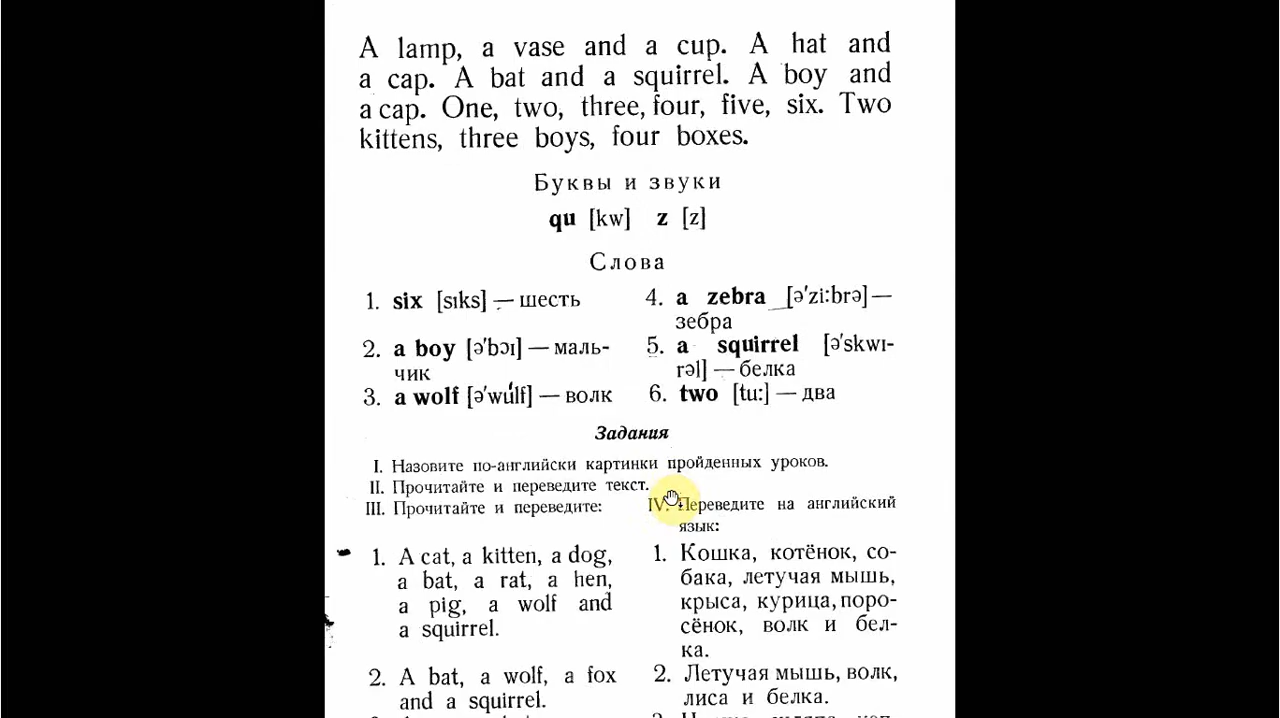 A lamp, a vase and a cup. A hat and
a cap. A bat and a squirrel. A boy and
a cap. One, two, three, four, five, six. Two
kittens, three boys, four boxes.
Буквы и звуки
qu [kw] z [z]
Слова
1. six [sıks] — шесть
2. a boy [ə'bɔı] — маль-
чик
3. a wolf [ə'wulf] — волк
4. a zebra [ə'zi:brə] —
зебра
5. a squirrel [ə'skwı-
rəl] — белка
6. two [tu:] — два
Задания
I. Назовите по-английски картинки пройденных уроков.
II. Прочитайте и переведите текст.
III. Прочитайте и переведите:
1. A cat, a kitten, a dog,
a bat, a rat, a hen,
a pig, a wolf and
a squirrel.
2. A bat, a wolf, a fox
and a squirrel.
IV. Переведите на английский
язык:
1. Кошка, котёнок, со-
бака, летучая мышь,
крыса, курица, поро-
сёнок, волк и бел-
ка.
2. Летучая мышь, волк,
лиса и белка.